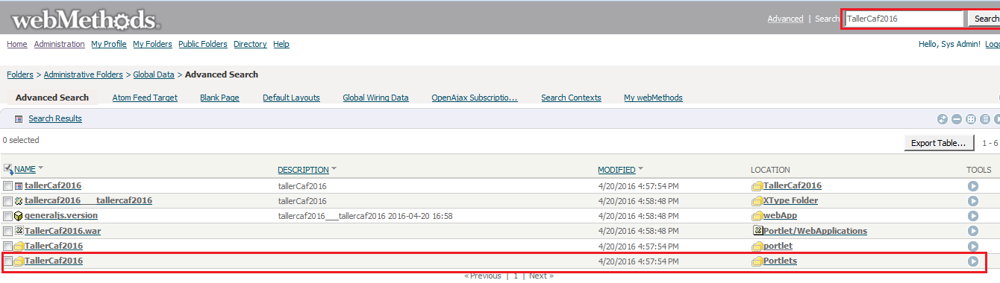 webMethods. Advanced | Search TallerCaf2016 Search
Home Administration My Profile My Folders Public Folders Directory Help Hello, Sys Admin! Logo
Folders > Administrative Folders > Global Data > Advanced Search
Advanced Search Atom Feed Target Blank Page Default Layouts Global Wiring Data OpenAjax Subscriptio... Search Contexts My webMethods
Search Results
0 selected
Export Table... 1 - 6
NAME DESCRIPTION MODIFIED LOCATION TOOLS
tallerCaf2016 tallerCaf2016 4/20/2016 4:57:54 PM TallerCaf2016
tallercaf2016___tallercaf2016 tallerCaf2016 4/20/2016 4:58:48 PM XType Folder
generaljs.version tallercaf2016___tallercaf2016 2016-04-20 16:58 4/20/2016 4:58:48 PM webApp
TallerCaf2016.war 4/20/2016 4:58:48 PM Portlet/WebApplications
TallerCaf2016 4/20/2016 4:57:54 PM portlet
TallerCaf2016 4/20/2016 4:57:54 PM Portlets
« Previous | 1 | Next »